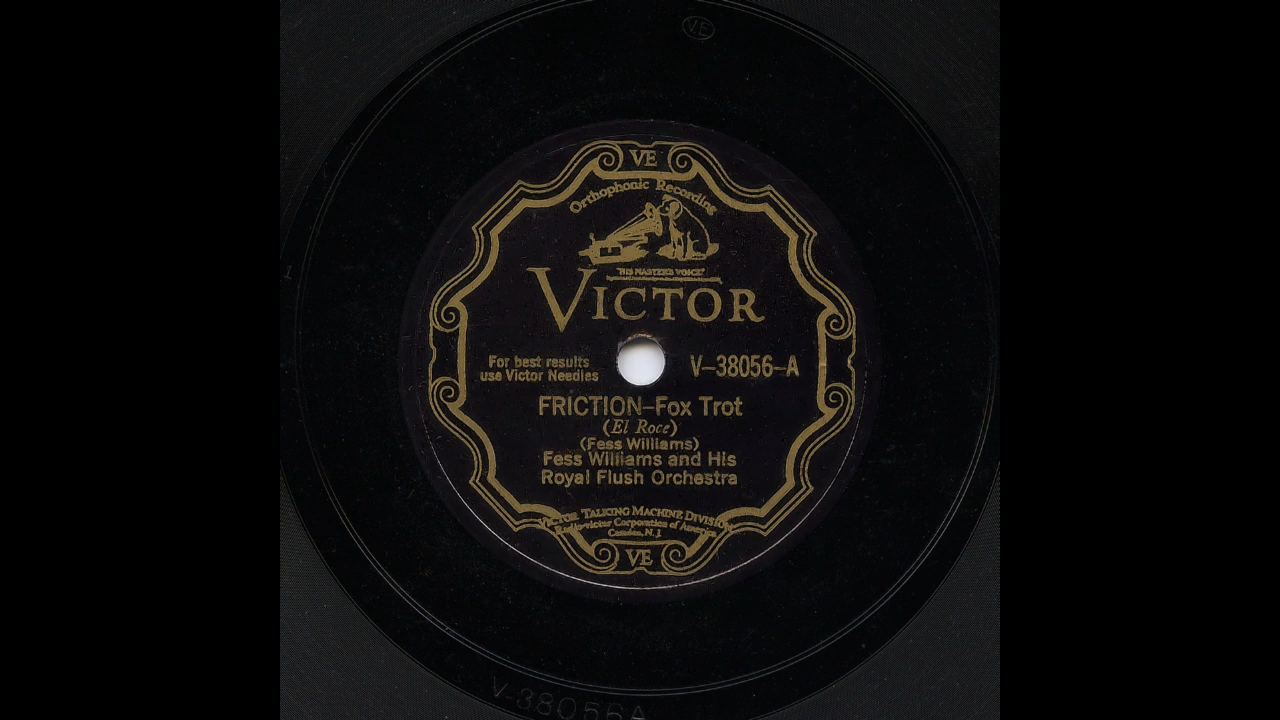 VE
VE
Orthophonic Recording
"HIS MASTER'S VOICE"
VICTOR
For best results
use Victor Needles
V-38056-A
FRICTION-Fox Trot
(El Roce)
(Fess Williams)
Fess Williams and His
Royal Flush Orchestra
VICTOR TALKING MACHINE DIVISION
Radio-Victor Corporation of America
Camden, N. J.
VE
V-38056A
1